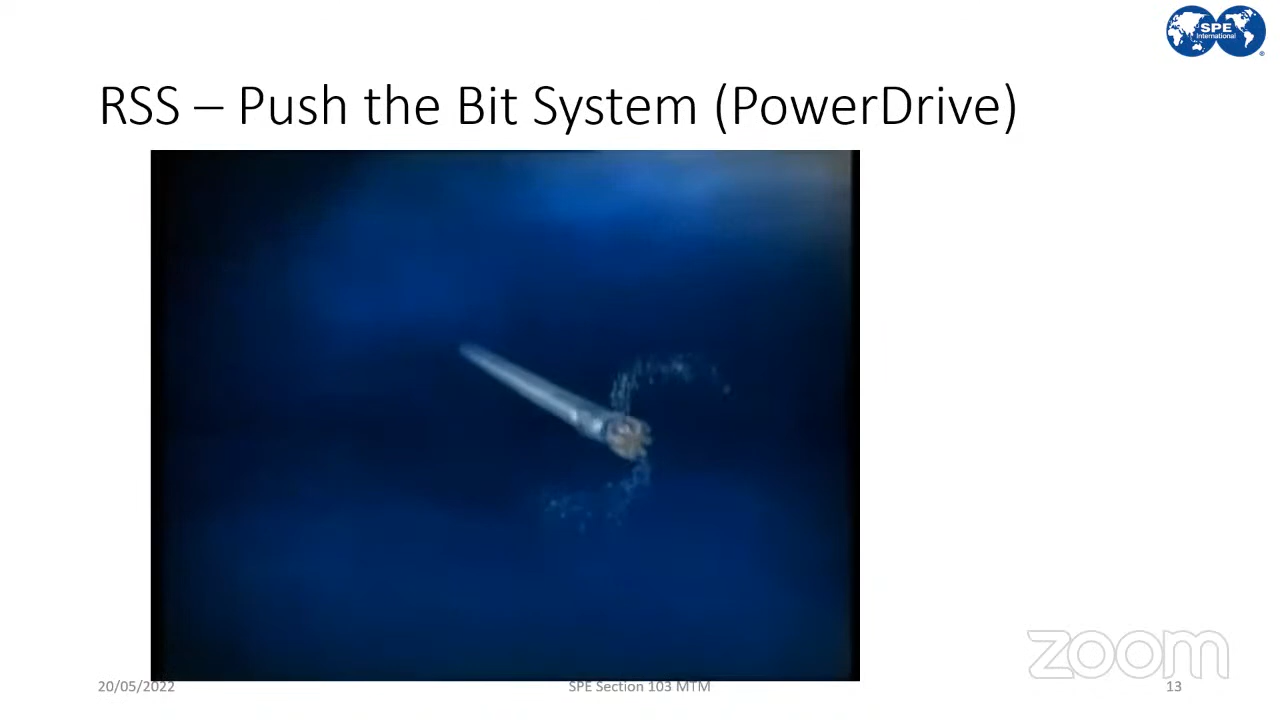 SPE
International
RSS – Push the Bit System (PowerDrive)
zoom
20/05/2022
SPE Section 103 MTM
13